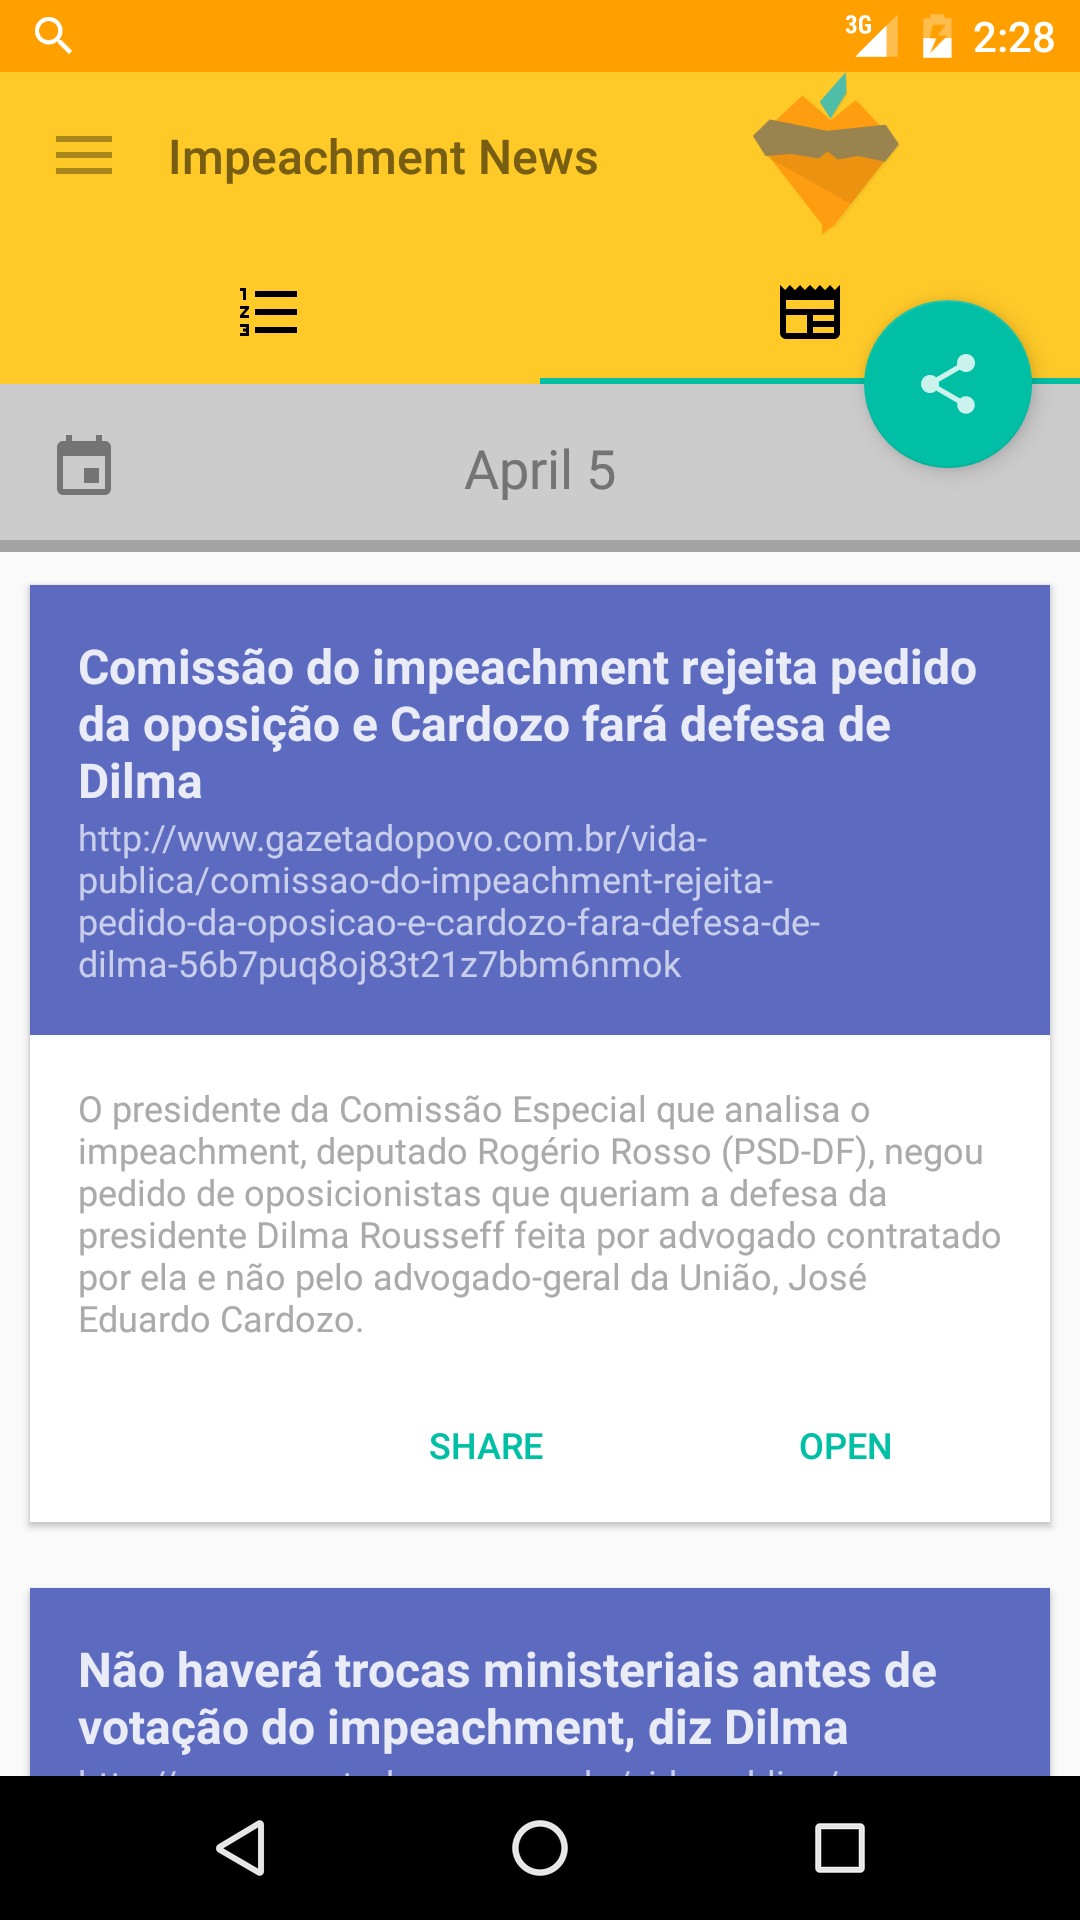 3G 2:28
Impeachment News
April 5
Comissão do impeachment rejeita pedido
da oposição e Cardozo fará defesa de
Dilma
http://www.gazetadopovo.com.br/vida-
publica/comissao-do-impeachment-rejeita-
pedido-da-oposicao-e-cardozo-fara-defesa-de-
dilma-56b7puq8oj83t21z7bbm6nmok
O presidente da Comissão Especial que analisa o
impeachment, deputado Rogério Rosso (PSD-DF), negou
pedido de oposicionistas que queriam a defesa da
presidente Dilma Rousseff feita por advogado contratado
por ela e não pelo advogado-geral da União, José
Eduardo Cardozo.
SHARE OPEN
Não haverá trocas ministeriais antes de
votação do impeachment, diz Dilma